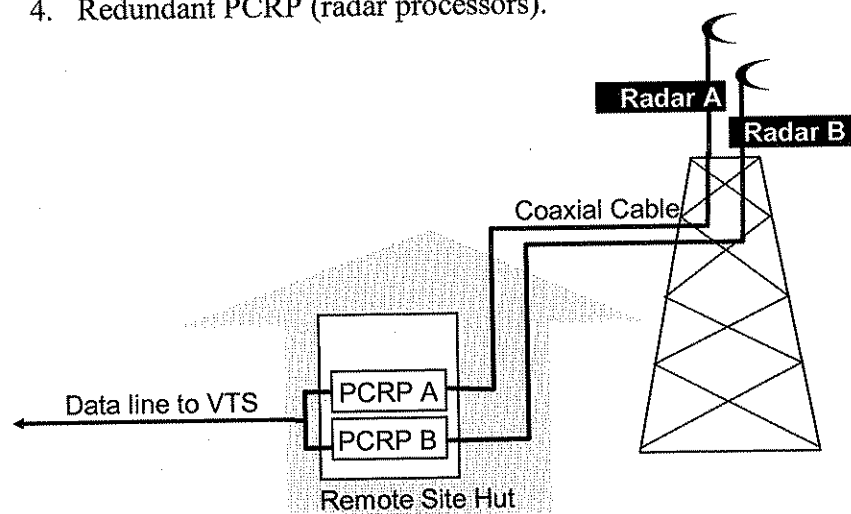 4. Redundant PCRP (radar processors).
Radar A
Radar B
Coaxial Cable
PCRP A
Data line to VTS
PCRP B
Remote Site Hut